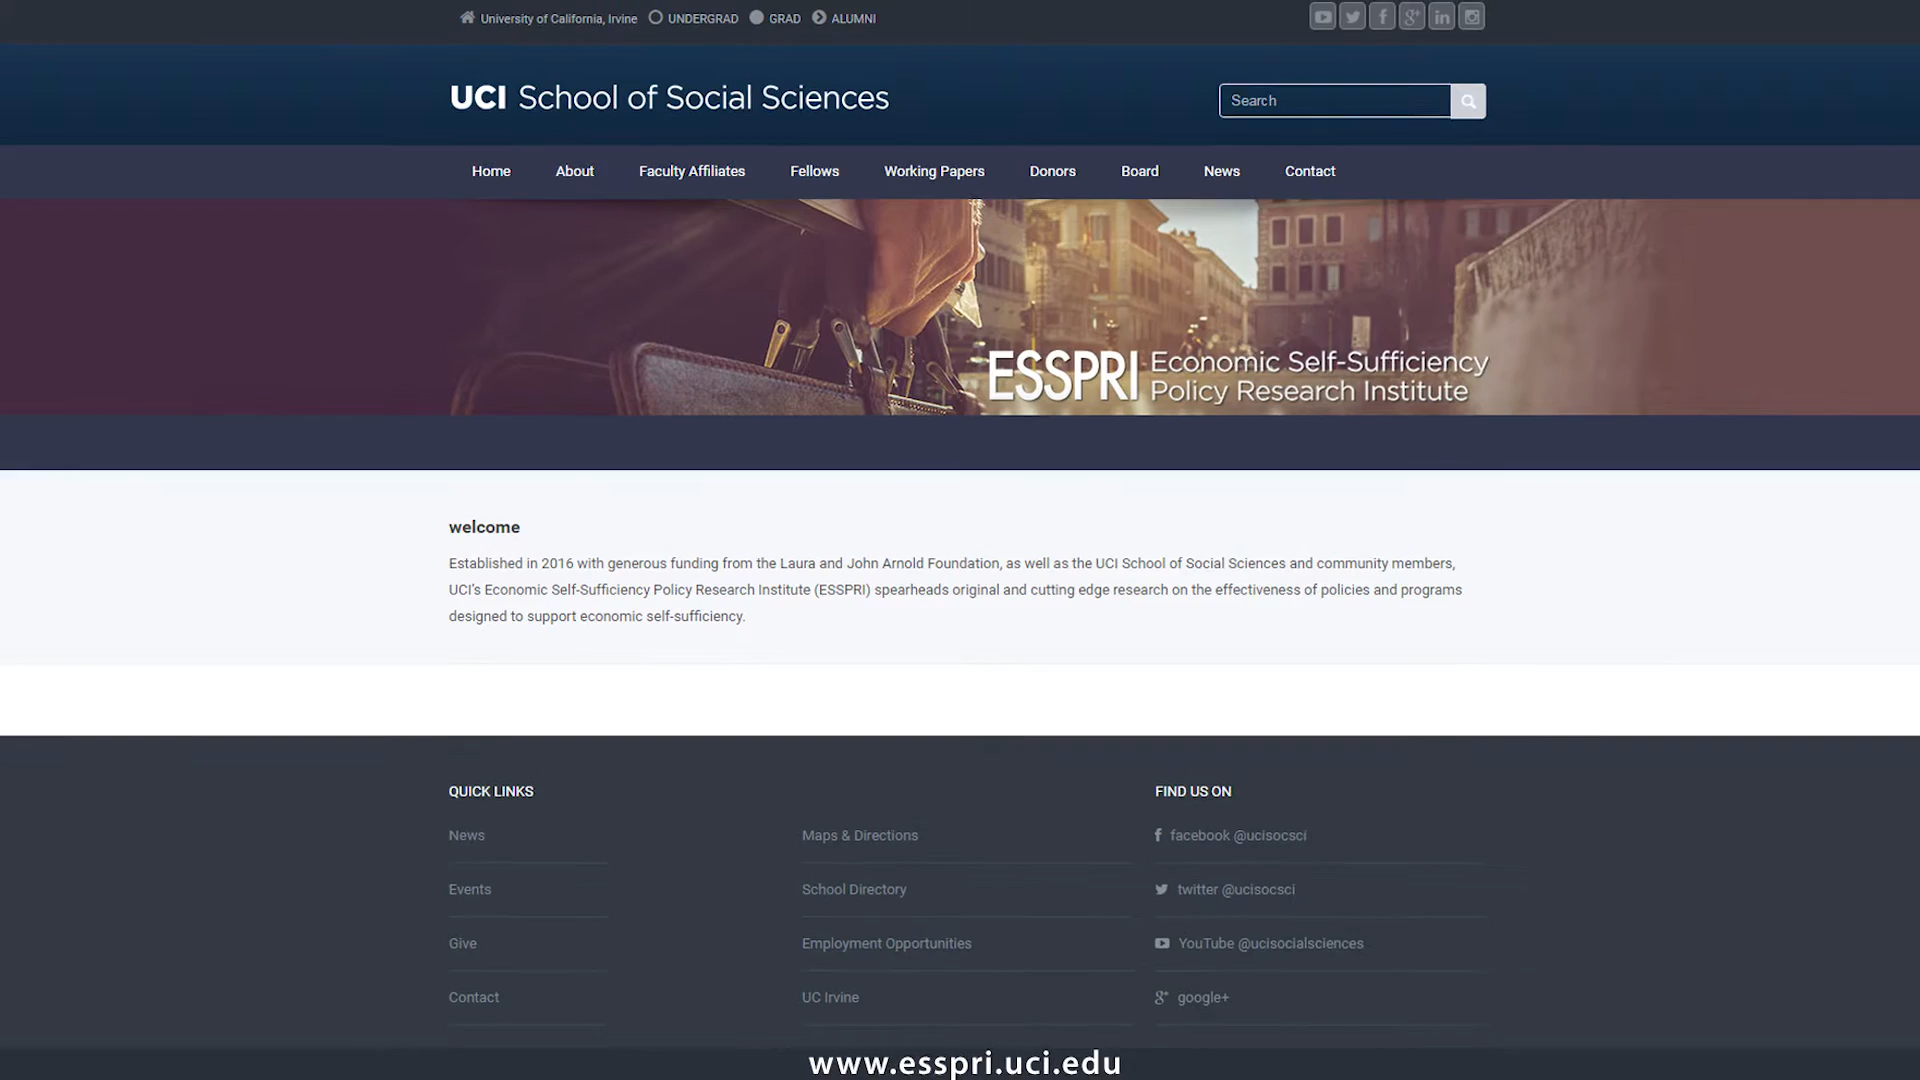 University of California, Irvine UNDERGRAD GRAD ALUMNI
UCI School of Social Sciences
Search
Home About Faculty Affiliates Fellows Working Papers Donors Board News Contact
ESSPRI Economic Self-Sufficiency
Policy Research Institute
welcome
Established in 2016 with generous funding from the Laura and John Arnold Foundation, as well as the UCI School of Social Sciences and community members,
UCI's Economic Self-Sufficiency Policy Research Institute (ESSPRI) spearheads original and cutting edge research on the effectiveness of policies and programs
designed to support economic self-sufficiency.
QUICK LINKS
News
Events
Give
Contact
Maps & Directions
School Directory
Employment Opportunities
UC Irvine
FIND US ON
facebook @ucisocsci
twitter @ucisocsci
YouTube @ucisocialsciences
google+
www.esspri.uci.edu